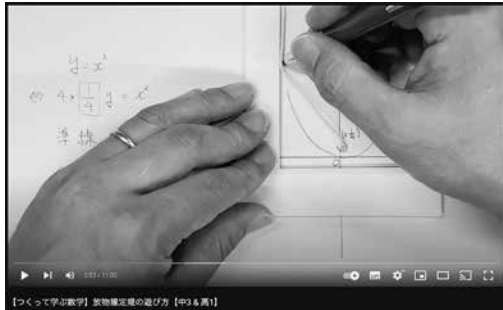 y = x²
⇔ 4 × 1/4 y = x²
準線
【つくって学ぶ数学】放物線定規の遊び方【中3＆高1】